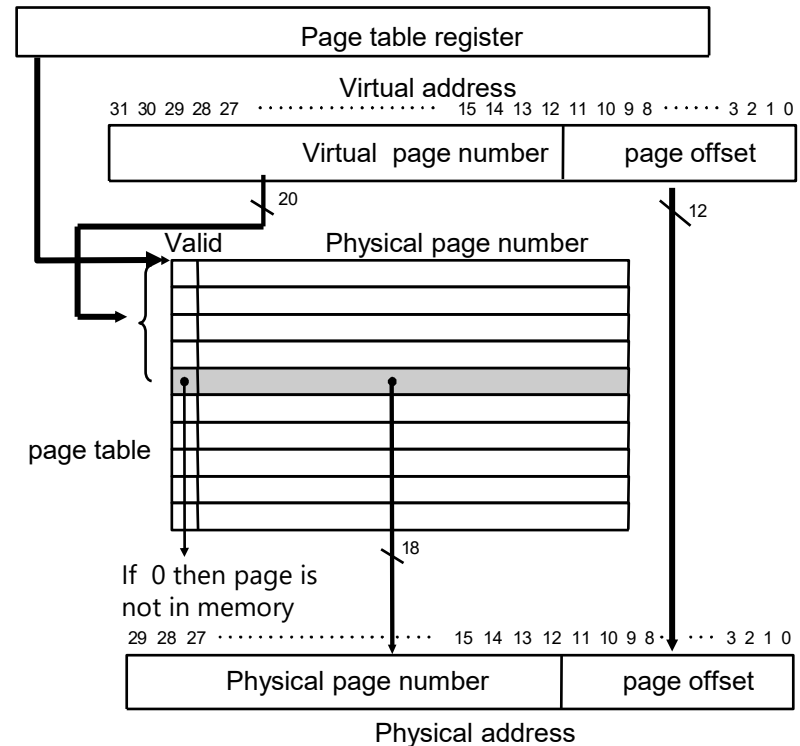 Page table register
Virtual address
31 30 29 28 27 ··················· 15 14 13 12 11 10 9 8 ······ 3 2 1 0
Virtual page number page offset
20
12
Valid Physical page number
page table
18
If 0 then page is
not in memory
29 28 27 ····················· 15 14 13 12 11 10 9 8 ···· 3 2 1 0
Physical page number page offset
Physical address